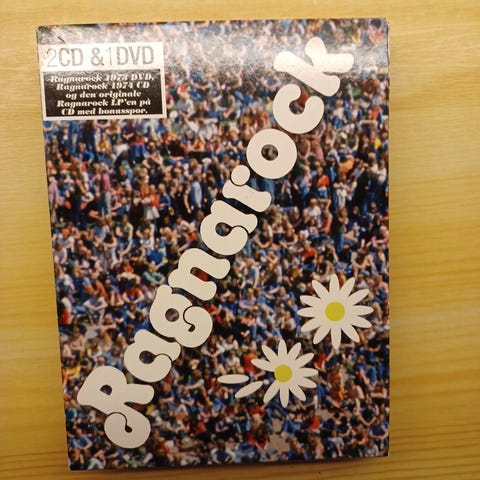 2CD &1DVD
Ragnarock 1973 DVD,
Ragnarock 1974 CD
og den originale
Ragnarock LP'en på
CD med bonusspor.
Ragnarock